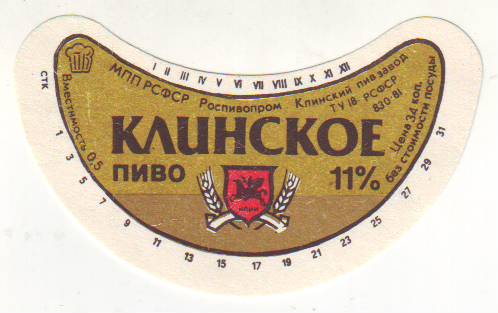 I II III IV V VI VII VIII IX X XI XII
МПП РСФСР Роспивопром Клинский пивзавод
ТУ 18-РСФСР
830-81
СТК
Вместимость 0,5
КЛИНСКОЕ
Цена 34 коп.
без стоимости посуды
ПИВО 11%
1 3 5 7 9 11 13 15 17 19 21 23 25 27 29 31